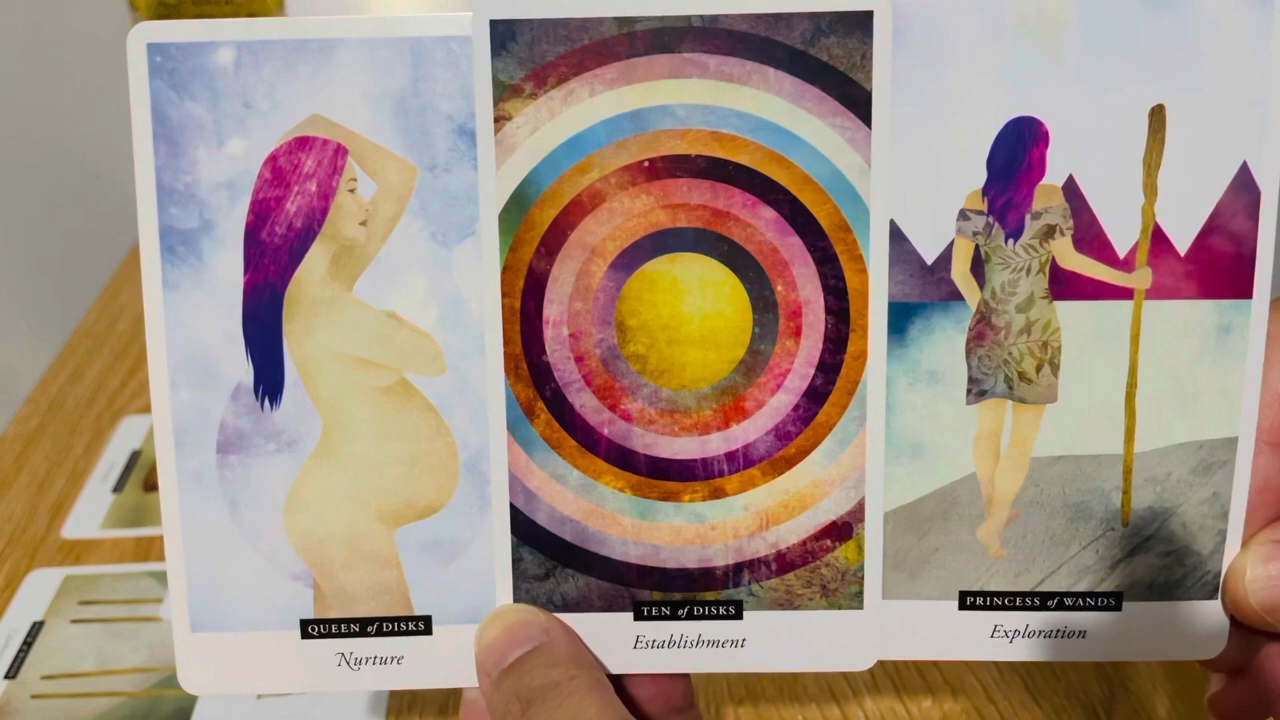 QUEEN of DISKS
Nurture
TEN of DISKS
Establishment
PRINCESS of WANDS
Exploration